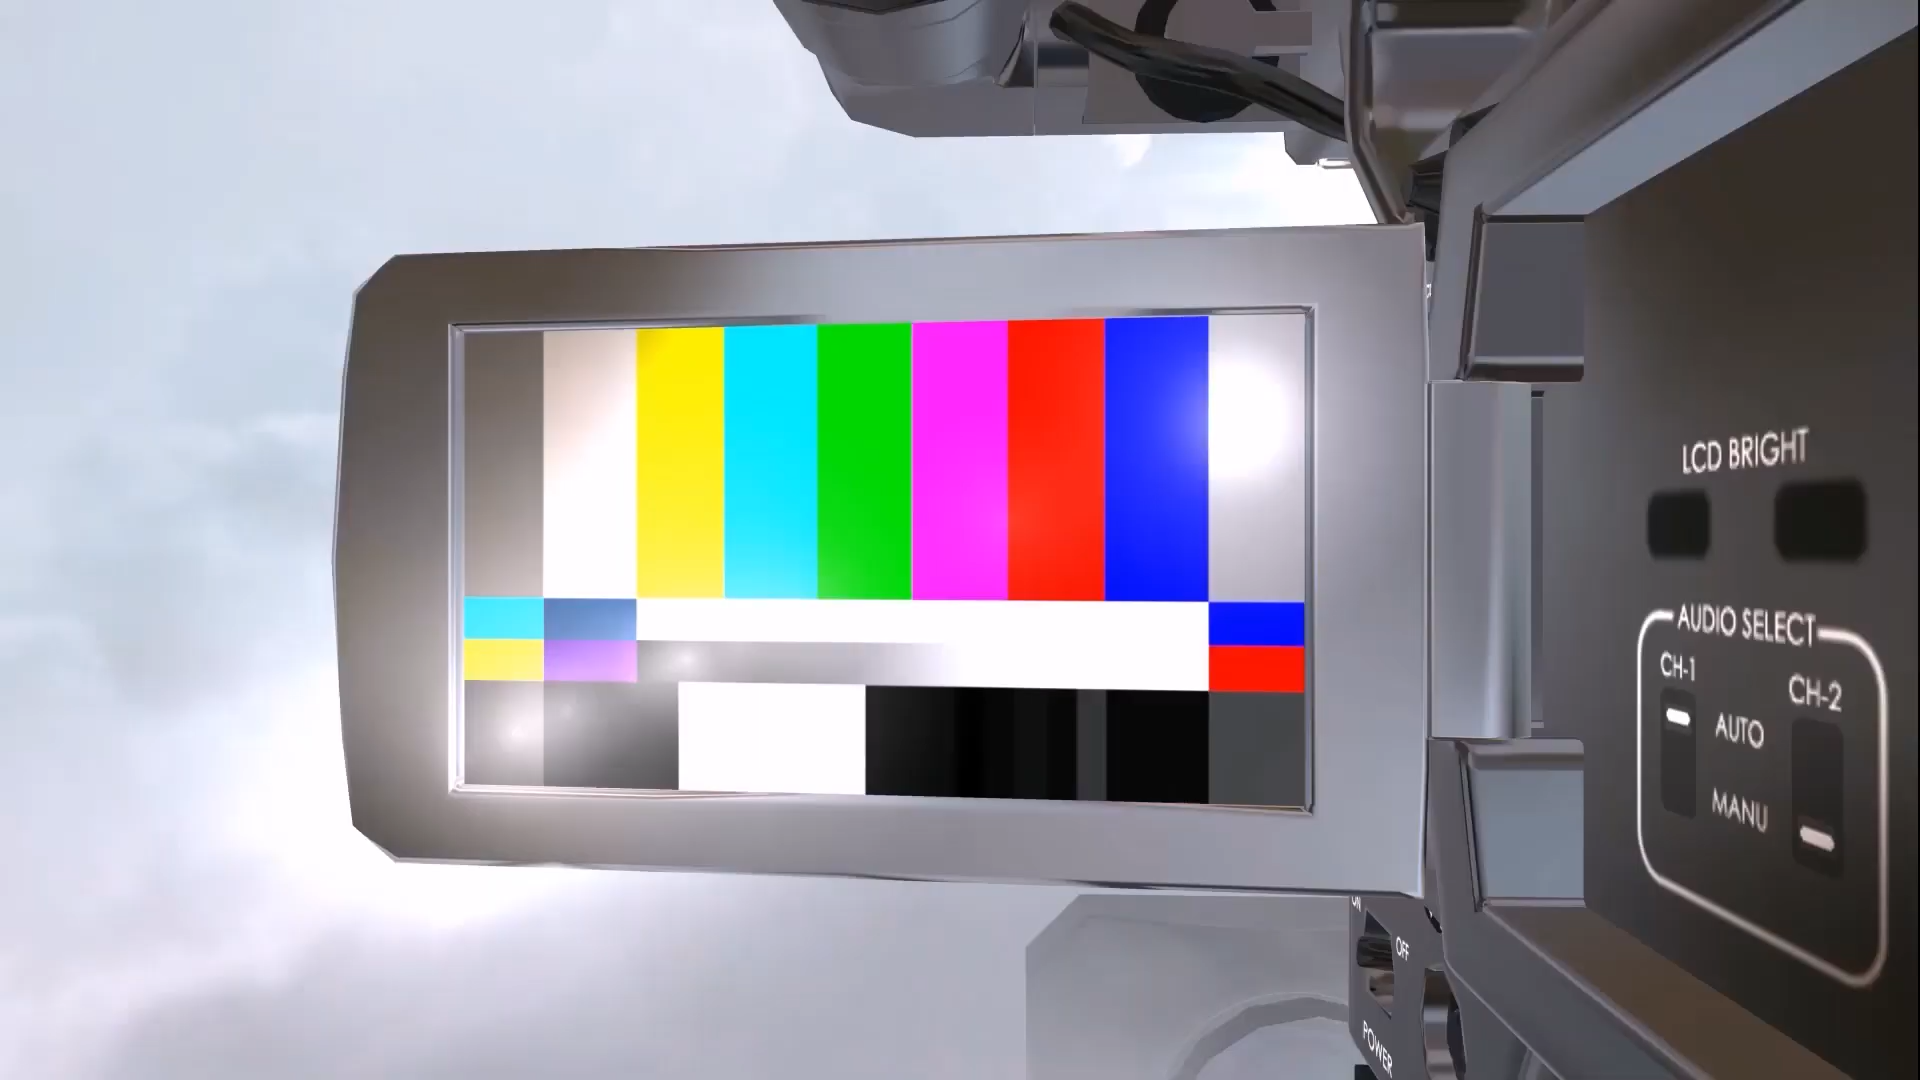 LCD BRIGHT
AUDIO SELECT
CH-1
CH-2
AUTO
MANU
ON
OFF
POWER